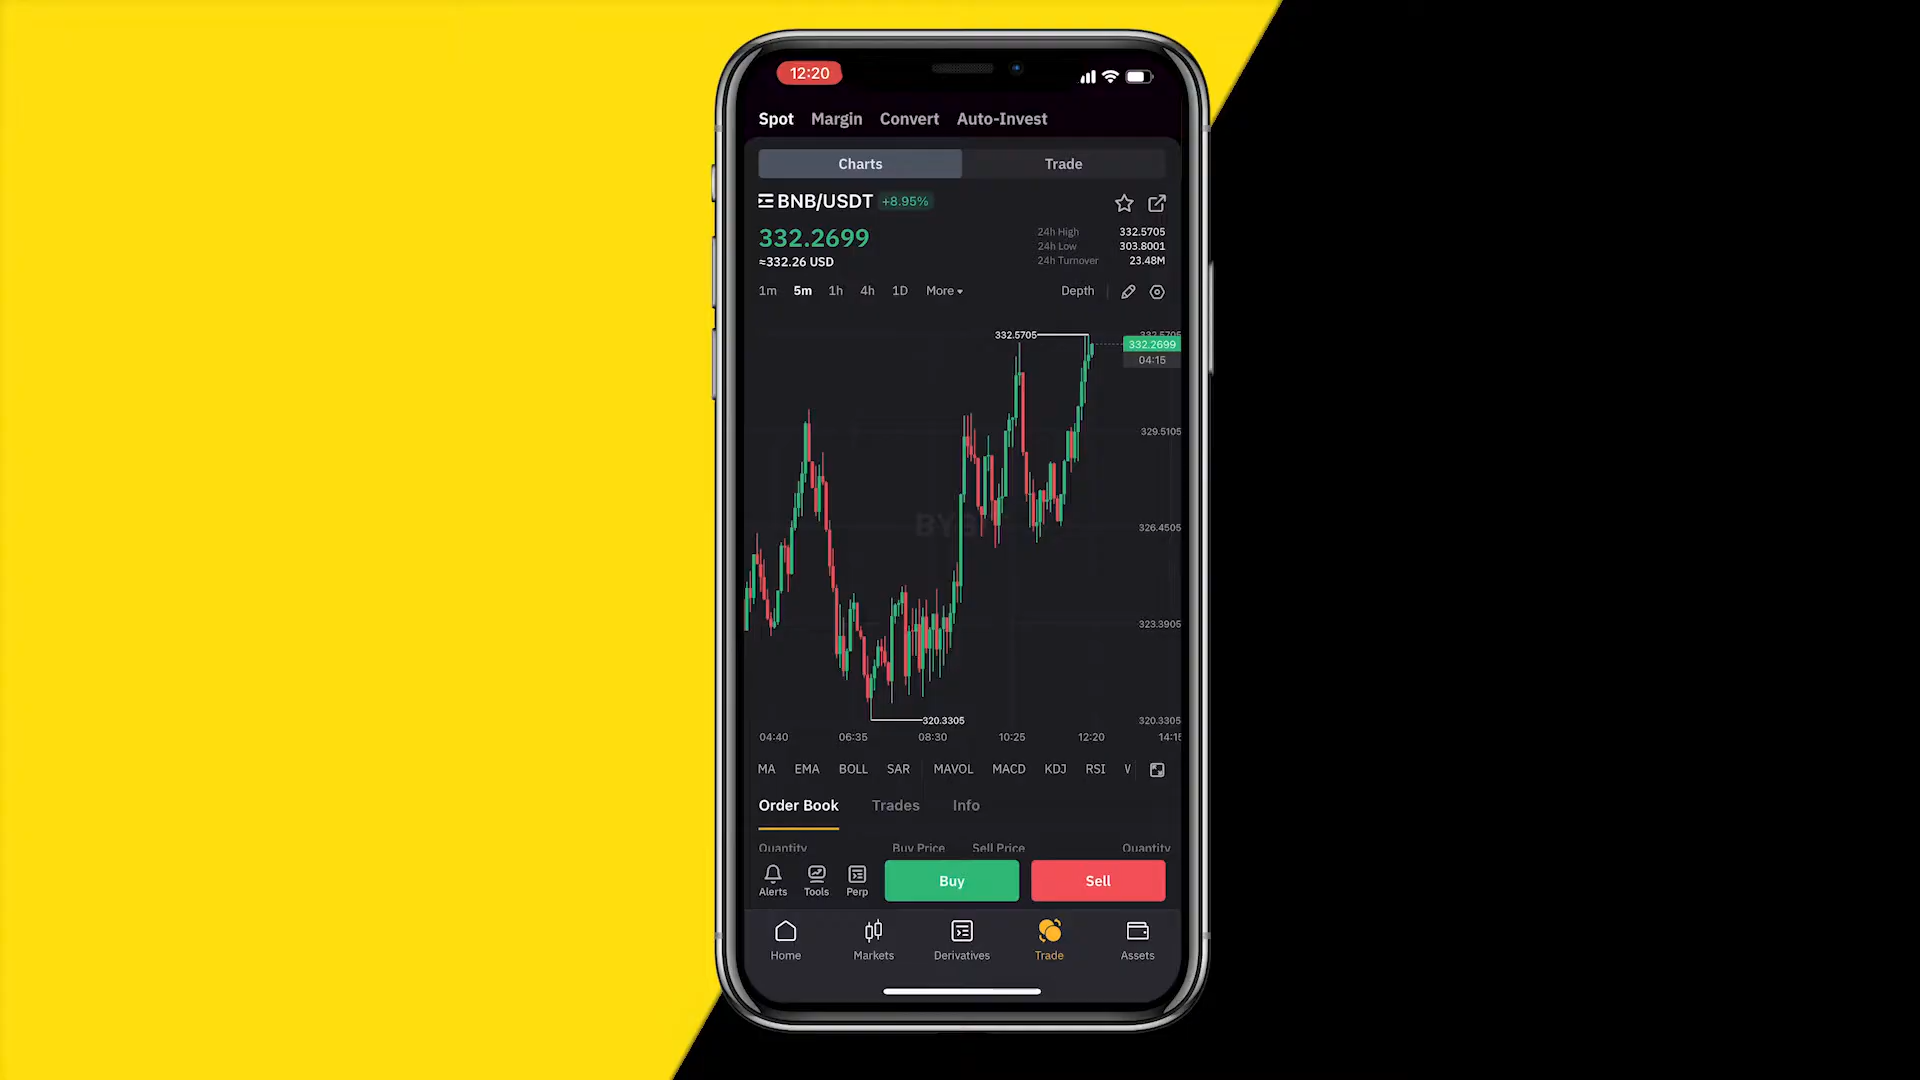 12:20
Spot Margin Convert Auto-Invest
Charts Trade
BNB/USDT +8.95%
332.2699
≈332.26 USD
24h High 332.5705
24h Low 303.8001
24h Turnover 23.48M
1m 5m 1h 4h 1D More Depth
332.5705 332.5705
332.2699
04:15
329.5105
326.4505
323.3905
320.3305 320.3305
04:40 06:35 08:30 10:25 12:20 14:15
MA EMA BOLL SAR MAVOL MACD KDJ RSI
Order Book Trades Info
Quantity Buy Price Sell Price Quantity
Alerts Tools Perp Buy Sell
Home Markets Derivatives Trade Assets